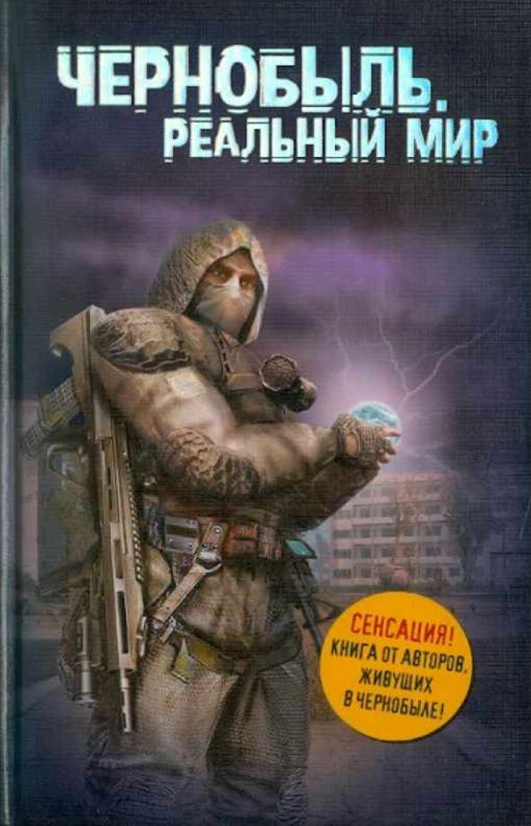 ЧЕРНОБЫЛЬ.
РЕАЛЬНЫЙ МИР
СЕНСАЦИЯ!
КНИГА ОТ АВТОРОВ,
ЖИВУЩИХ
В ЧЕРНОБЫЛЕ!